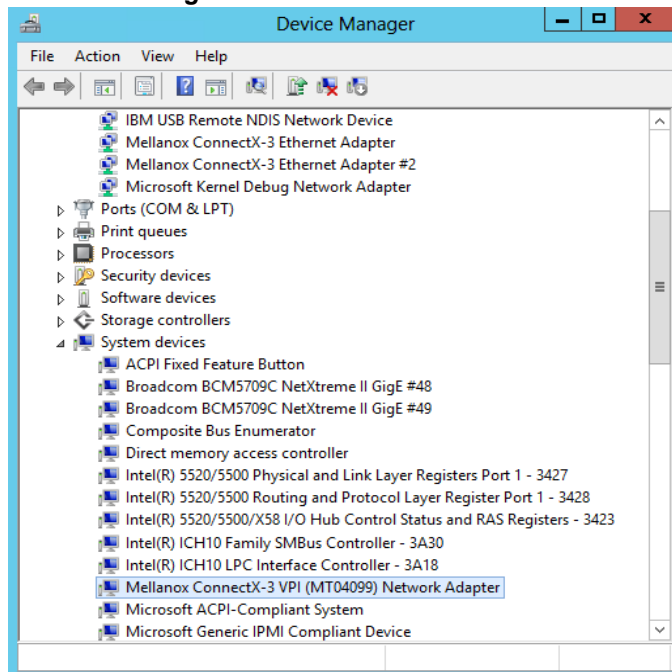 Device Manager
File Action View Help
IBM USB Remote NDIS Network Device
Mellanox ConnectX-3 Ethernet Adapter
Mellanox ConnectX-3 Ethernet Adapter #2
Microsoft Kernel Debug Network Adapter
Ports (COM & LPT)
Print queues
Processors
Security devices
Software devices
Storage controllers
System devices
ACPI Fixed Feature Button
Broadcom BCM5709C NetXtreme II GigE #48
Broadcom BCM5709C NetXtreme II GigE #49
Composite Bus Enumerator
Direct memory access controller
Intel(R) 5520/5500 Physical and Link Layer Registers Port 1 - 3427
Intel(R) 5520/5500 Routing and Protocol Layer Register Port 1 - 3428
Intel(R) 5520/5500/X58 I/O Hub Control Status and RAS Registers - 3423
Intel(R) ICH10 Family SMBus Controller - 3A30
Intel(R) ICH10 LPC Interface Controller - 3A18
Mellanox ConnectX-3 VPI (MT04099) Network Adapter
Microsoft ACPI-Compliant System
Microsoft Generic IPMI Compliant Device